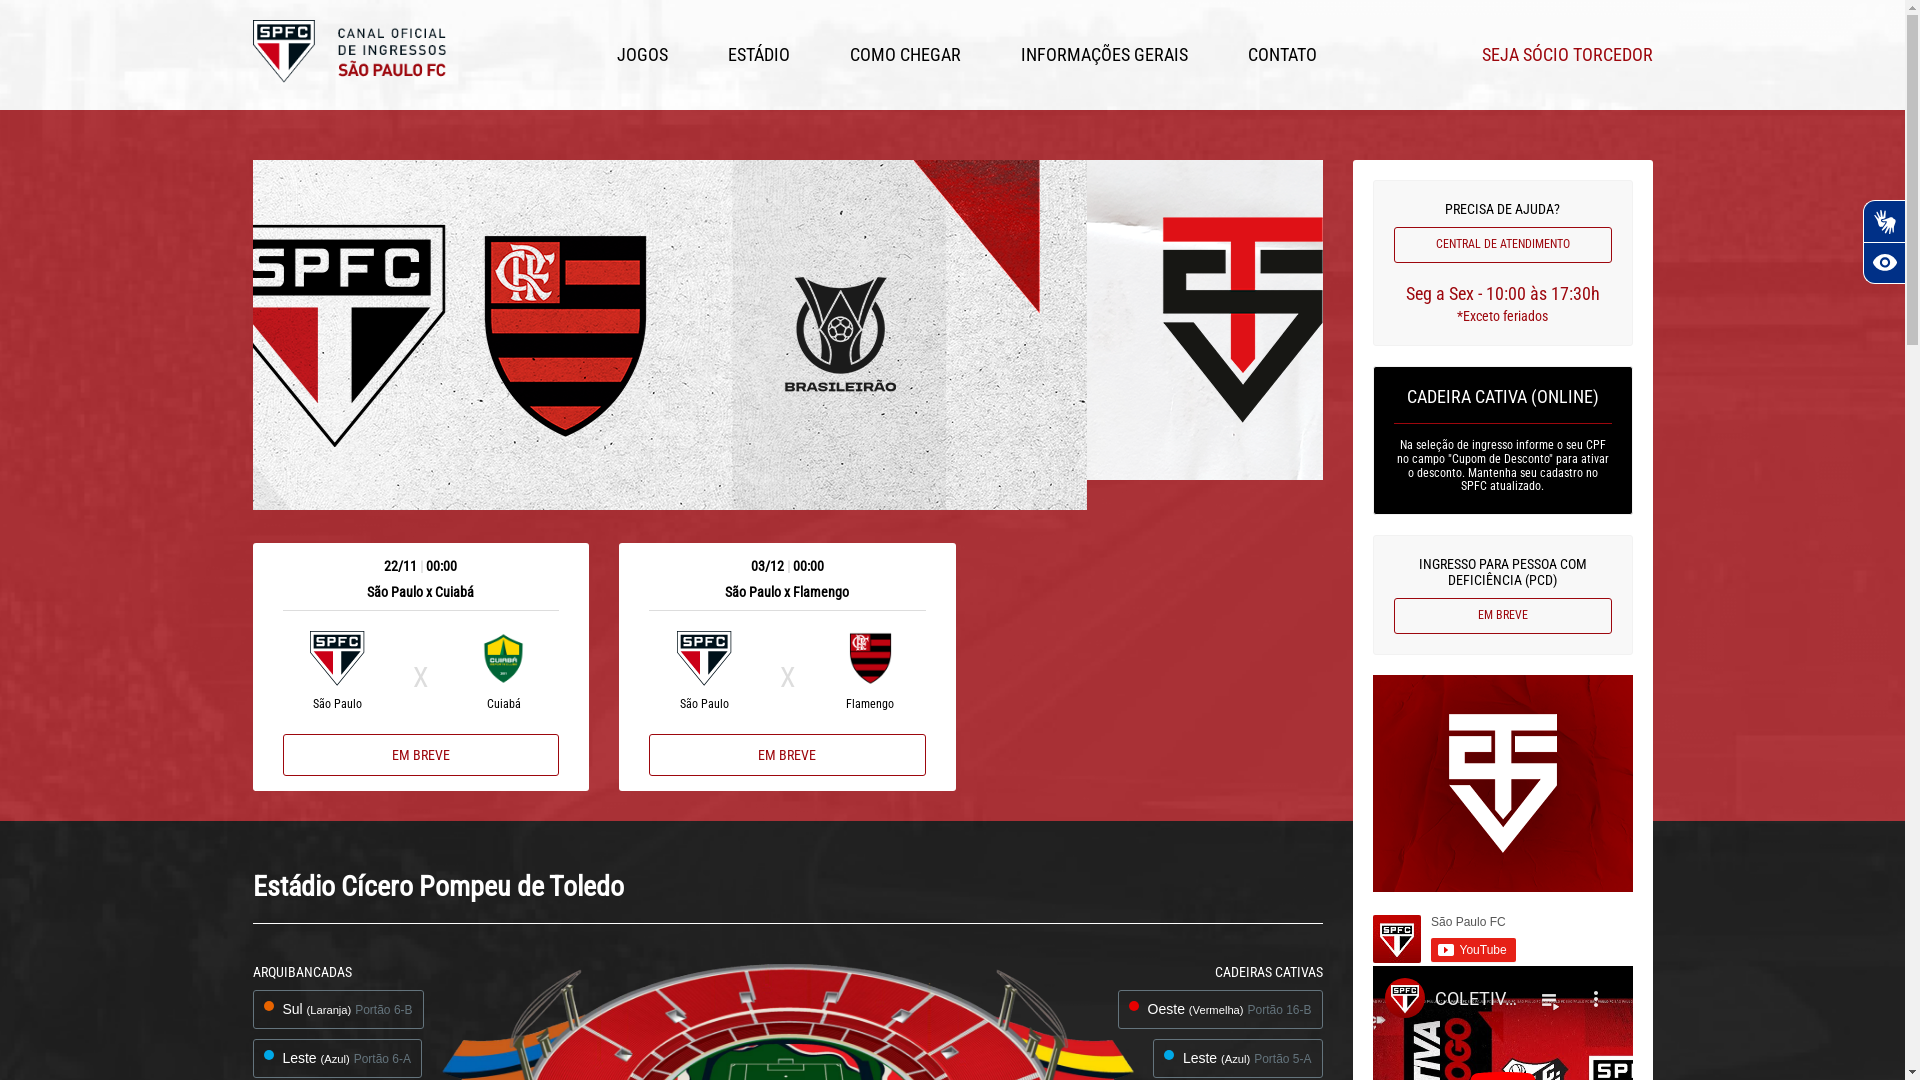 SPFC
CANAL OFICIAL
DE INGRESSOS
SÃO PAULO FC
JOGOS
ESTÁDIO
COMO CHEGAR
INFORMAÇÕES GERAIS
CONTATO
SEJA SÓCIO TORCEDOR
SPFC
BRASILEIRÃO
PRECISA DE AJUDA?
CENTRAL DE ATENDIMENTO
Seg a Sex - 10:00 às 17:30h
*Exceto feriados
CADEIRA CATIVA (ONLINE)
Na seleção de ingresso informe o seu CPF
no campo "Cupom de Desconto" para ativar
o desconto. Mantenha seu cadastro no
SPFC atualizado.
INGRESSO PARA PESSOA COM
DEFICIÊNCIA (PCD)
EM BREVE
22/11 | 00:00
São Paulo x Cuiabá
SPFC
X
CUIABÁ
São Paulo
Cuiabá
EM BREVE
03/12 | 00:00
São Paulo x Flamengo
SPFC
X
São Paulo
Flamengo
EM BREVE
Estádio Cícero Pompeu de Toledo
ARQUIBANCADAS
Sul (Laranja) Portão 6-B
Leste (Azul) Portão 6-A
CADEIRAS CATIVAS
Oeste (Vermelha) Portão 16-B
Leste (Azul) Portão 5-A
SPFC
São Paulo FC
YouTube
SPFC
COLETIV...
SPF